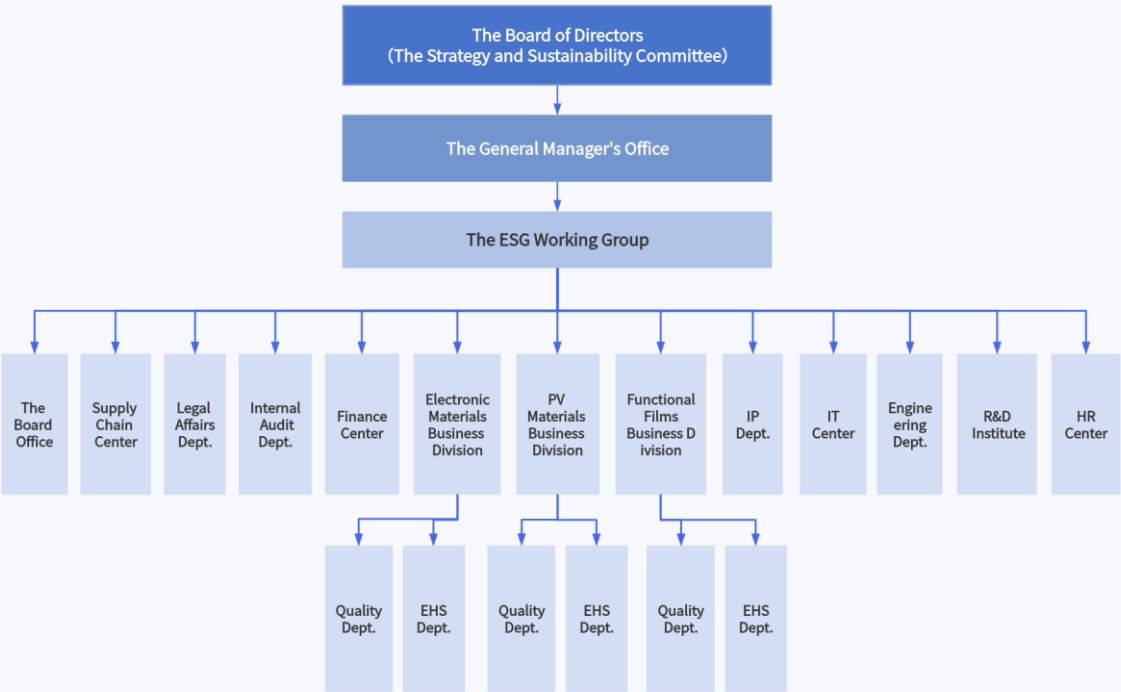 The Board of Directors
（The Strategy and Sustainability Committee）
The General Manager's Office
The ESG Working Group
The
Board
Office
Supply
Chain
Center
Legal
Affairs
Dept.
Internal
Audit
Dept.
Finance
Center
Electronic
Materials
Business
Division
PV
Materials
Business
Division
Functional
Films
Business D
ivision
IP
Dept.
IT
Center
Engine
ering
Dept.
R&D
Institute
HR
Center
Quality
Dept.
EHS
Dept.
Quality
Dept.
EHS
Dept.
Quality
Dept.
EHS
Dept.